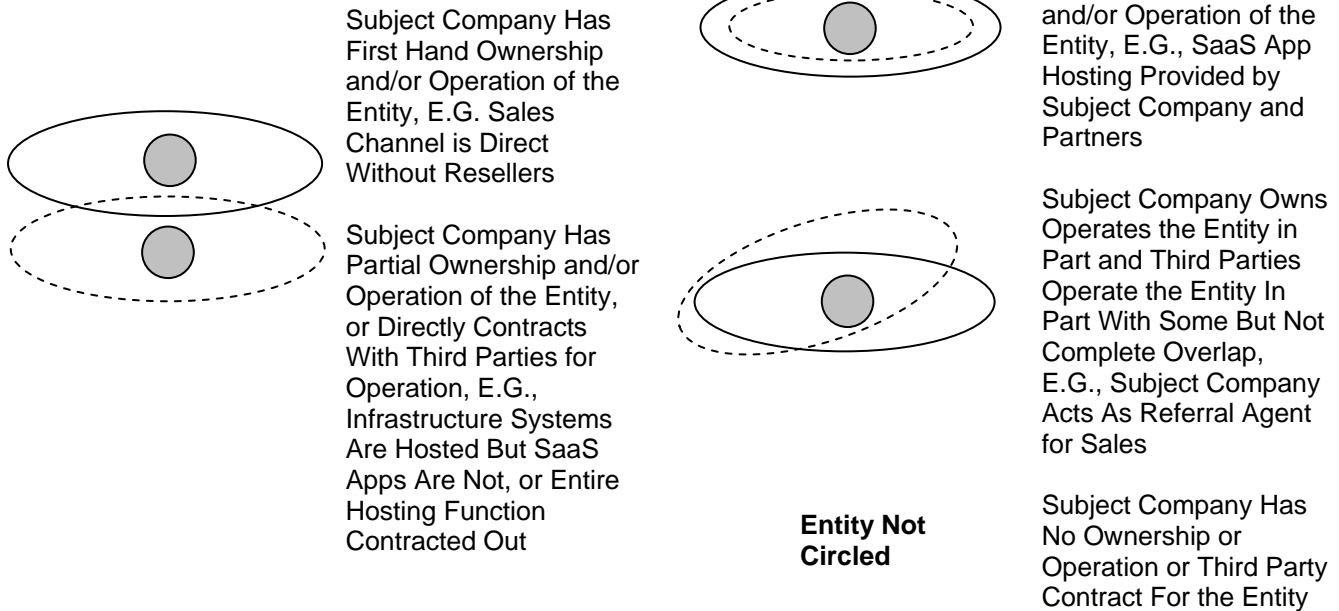 Subject Company Has
First Hand Ownership
and/or Operation of the
Entity, E.G. Sales
Channel is Direct
Without Resellers
Subject Company Has
Partial Ownership and/or
Operation of the Entity,
or Directly Contracts
With Third Parties for
Operation, E.G.,
Infrastructure Systems
Are Hosted But SaaS
Apps Are Not, or Entire
Hosting Function
Contracted Out
and/or Operation of the
Entity, E.G., SaaS App
Hosting Provided by
Subject Company and
Partners
Subject Company Owns
Operates the Entity in
Part and Third Parties
Operate the Entity In
Part With Some But Not
Complete Overlap,
E.G., Subject Company
Acts As Referral Agent
for Sales
Entity Not
Circled
Subject Company Has
No Ownership or
Operation or Third Party
Contract For the Entity